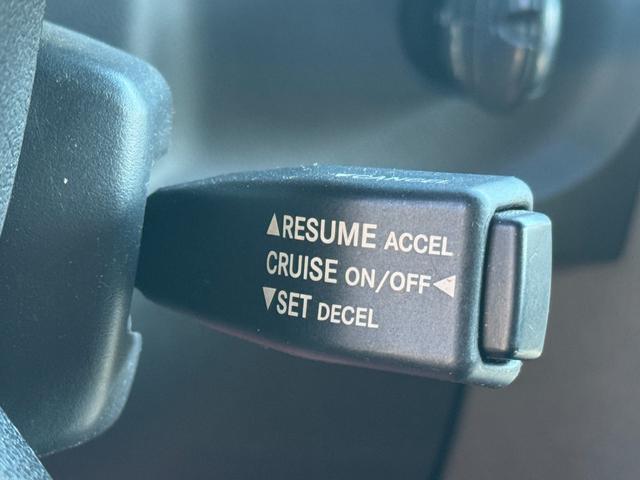 ▲RESUME ACCEL
CRUISE ON/OFF◀
▼SET DECEL